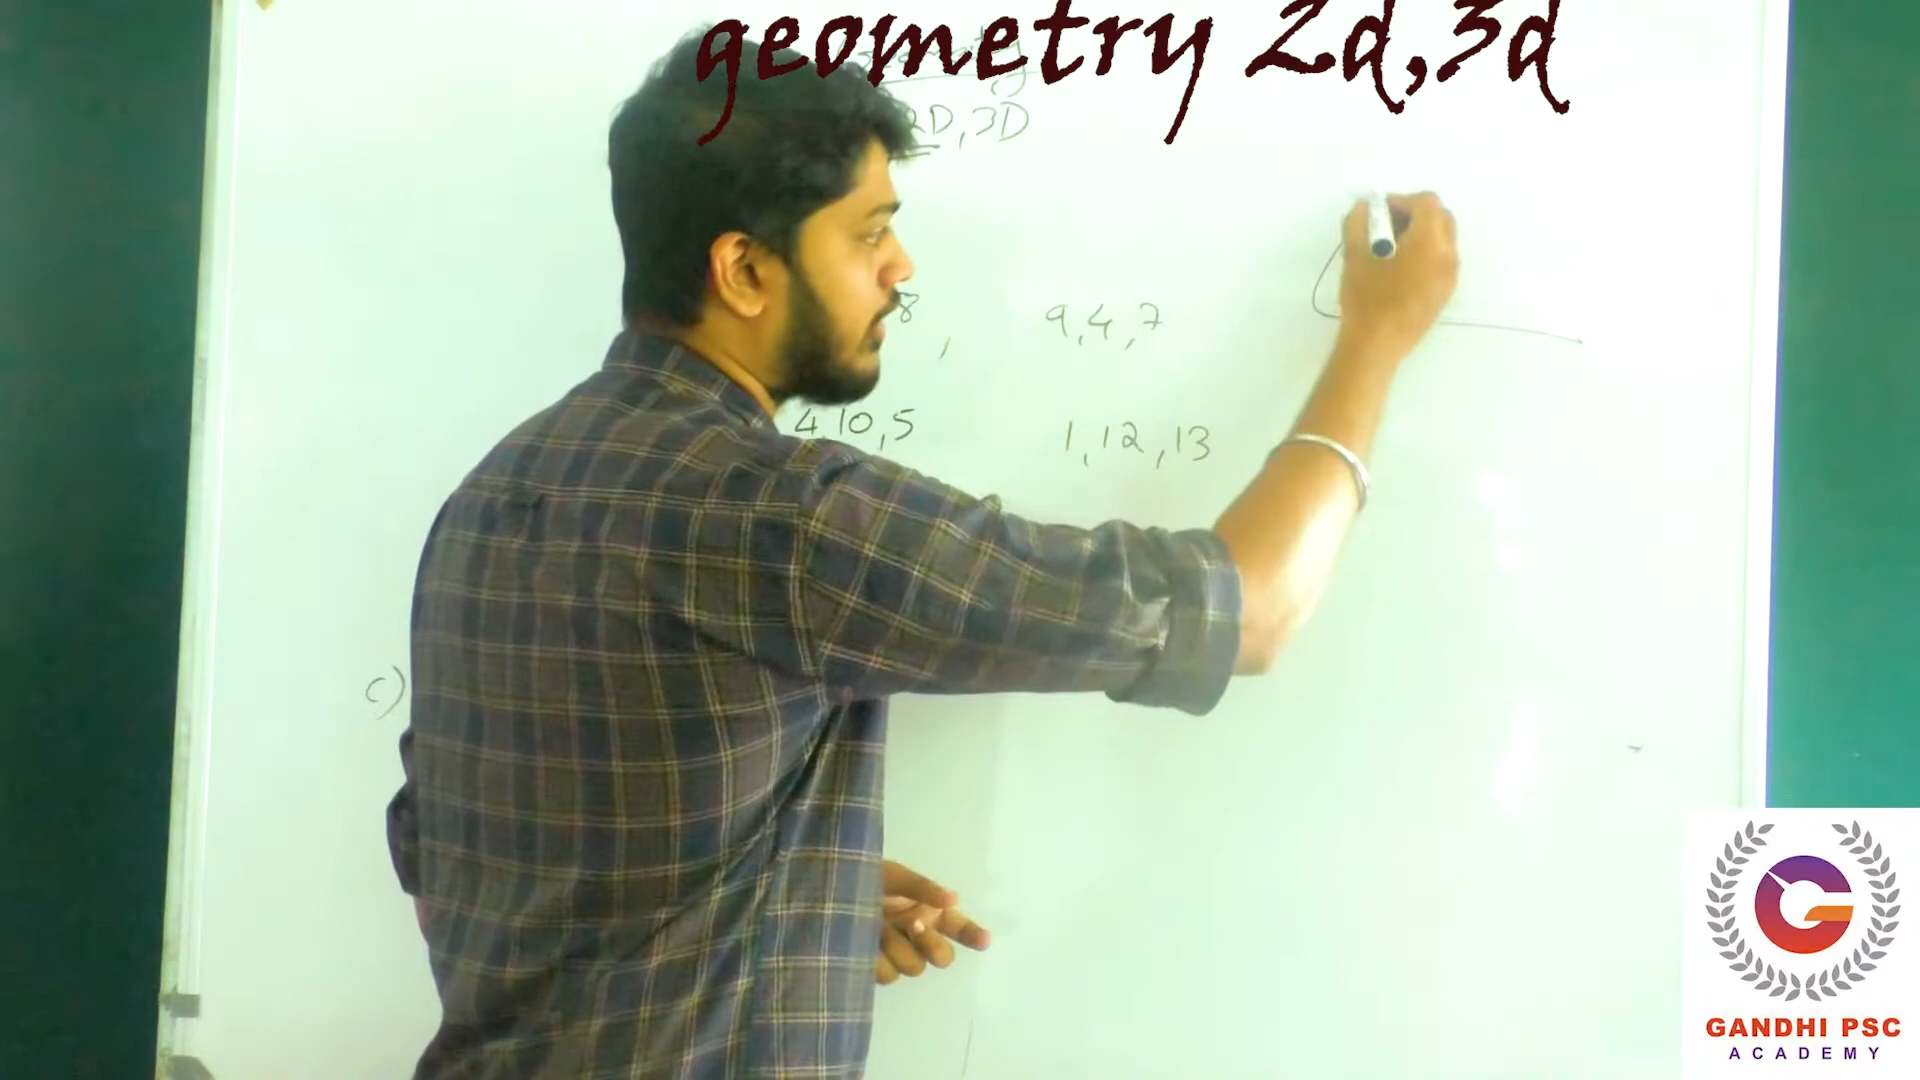 geometry 2d,3d
2D, 3D
8, 9,4,7
4,10,5 1,12,13
c)
GANDHI PSC
ACADEMY